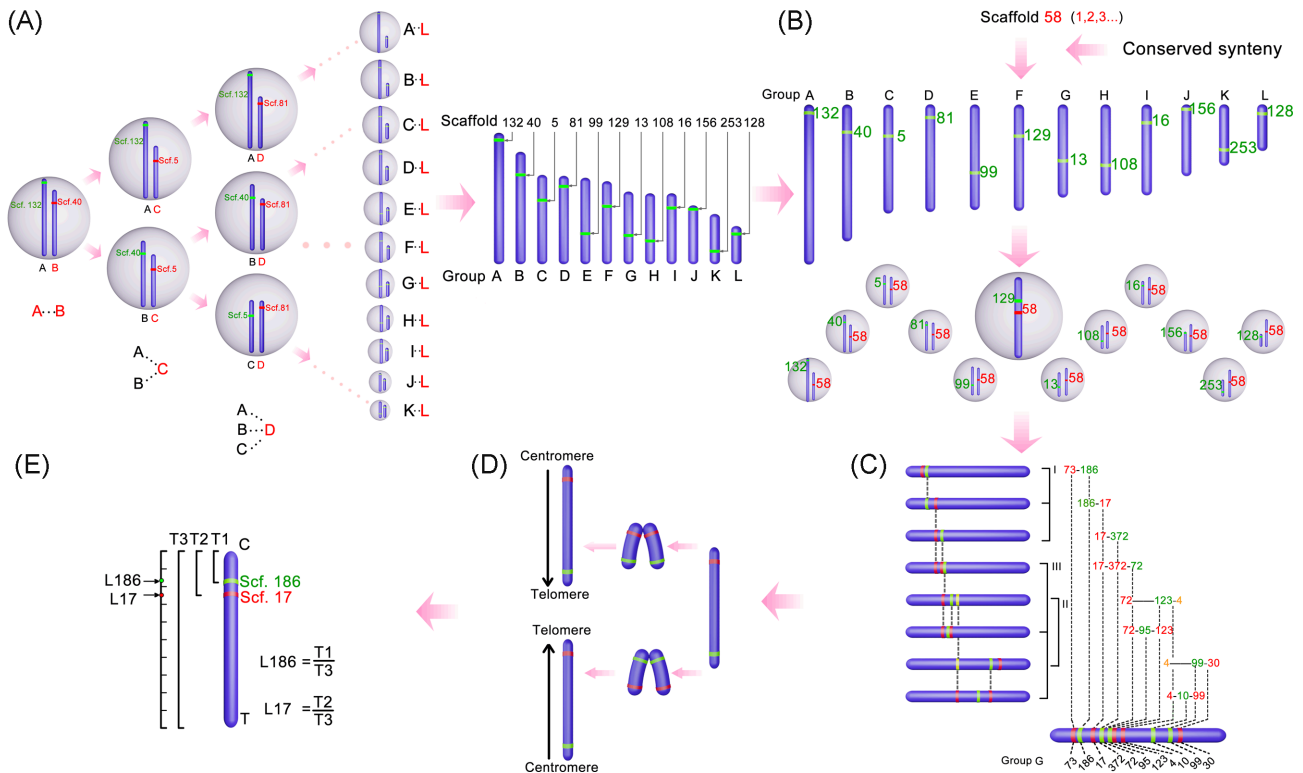 (A)
Scf. 132
Scf.40
A B
A···B
Scf.132
Scf.5
A C
Scf.40
Scf.5
B C
A
B
C
Scf.132
Scf.81
A D
Scf.40
Scf.81
B D
Scf.5
Scf.81
C D
A
B
C
D
A··L
B··L
C··L
D··L
E··L
F··L
G··L
H··L
I··L
J··L
K··L
Scaffold 132 40 5 81 99 129 13 108 16 156 253 128
Group A B C D E F G H I J K L
(B)
Scaffold 58 (1,2,3...)
Conserved synteny
Group A B C D E F G H I J K L
132 40 5 81 99 129 13 108 16 156 253 128
5 58
16 58
129 58
40 58
81 58
108 58
156 58
128 58
132 58
99 58
13 58
253 58
(C)
I
III
II
73-186
186-17
17-372
17-372-72
72-123-4
72-95-123
4-99-30
4-10-99
Group G 73 186 17 372 72 95 123 4 10 99 30
(D)
Centromere
Telomere
Telomere
Centromere
(E)
T3 T2 T1 C
L186
L17
Scf. 186
Scf. 17
L186 = T1
T3
L17 = T2
T3
T